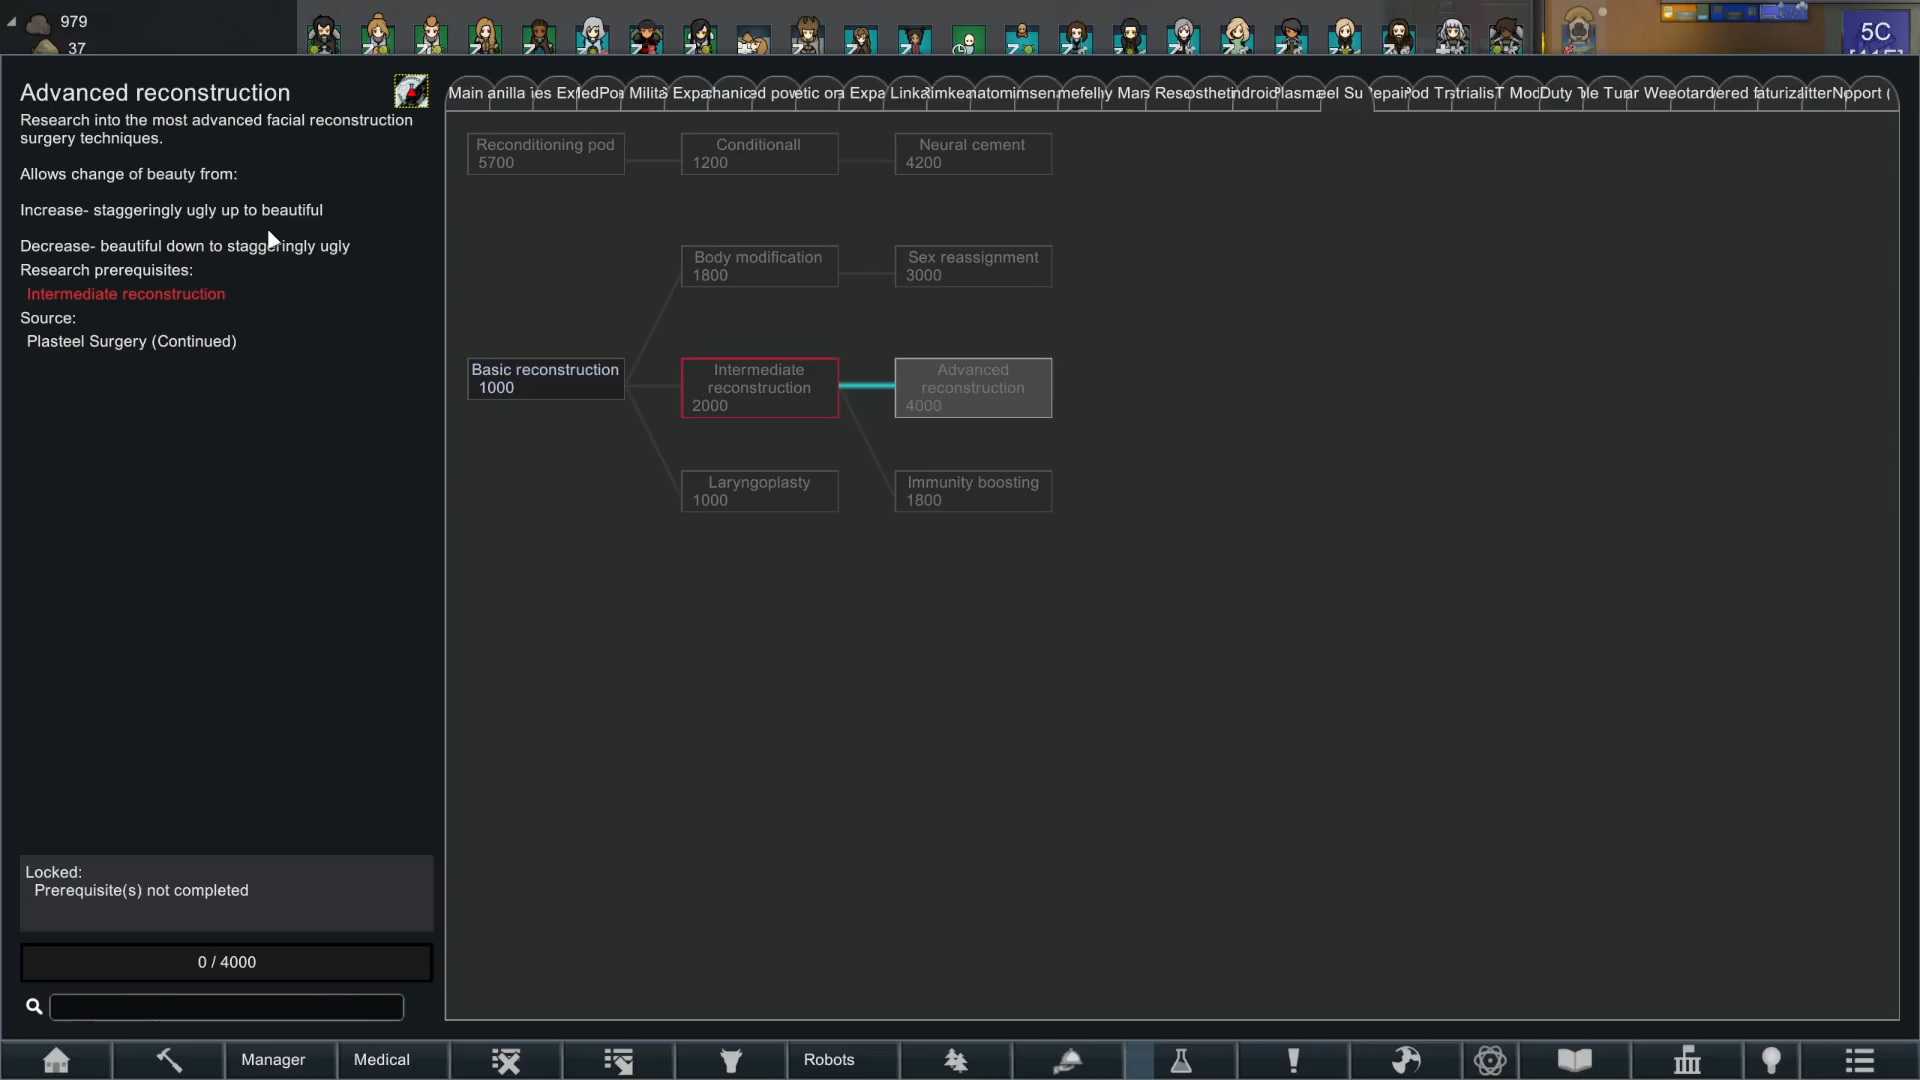 979
37
5C
Advanced reconstruction
Research into the most advanced facial reconstruction
surgery techniques.
Allows change of beauty from:
Increase- staggeringly ugly up to beautiful
Decrease- beautiful down to staggeringly ugly
Research prerequisites:
Intermediate reconstruction
Source:
Plasteel Surgery (Continued)
Locked:
Prerequisite(s) not completed
0 / 4000
Main
Reconditioning pod
5700
Conditionall
1200
Neural cement
4200
Body modification
1800
Sex reassignment
3000
Basic reconstruction
1000
Intermediate
reconstruction
2000
Advanced
reconstruction
4000
Laryngoplasty
1000
Immunity boosting
1800
Manager
Medical
Robots